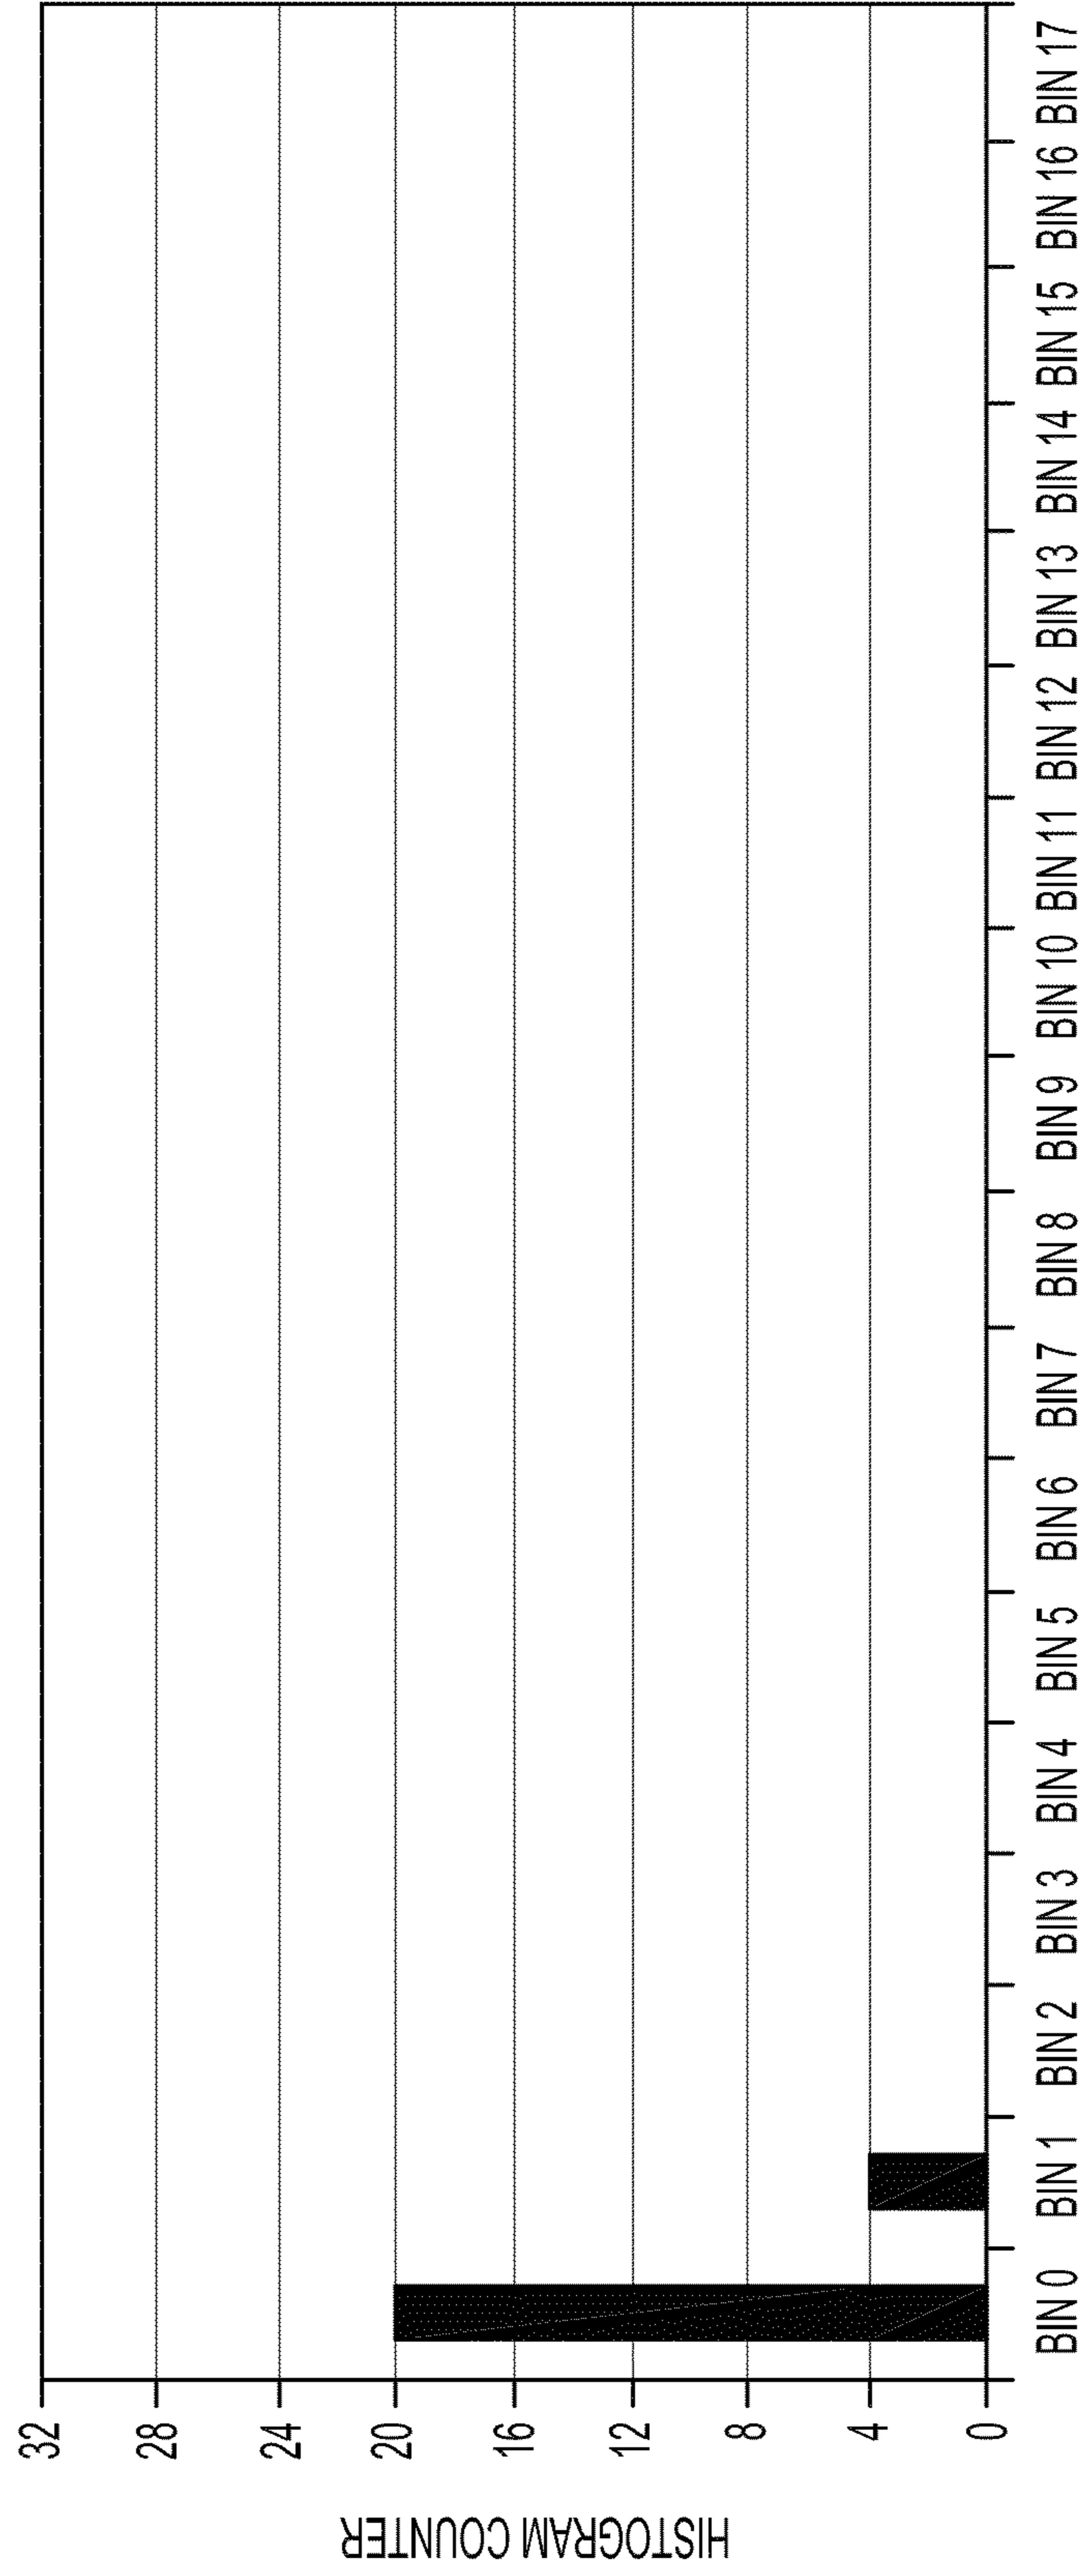 HISTOGRAM COUNTER
32
28
24
20
16
12
8
4
0
BIN 0
BIN 1
BIN 2
BIN 3
BIN 4
BIN 5
BIN 6
BIN 7
BIN 8
BIN 9
BIN 10
BIN 11
BIN 12
BIN 13
BIN 14
BIN 15
BIN 16
BIN 17